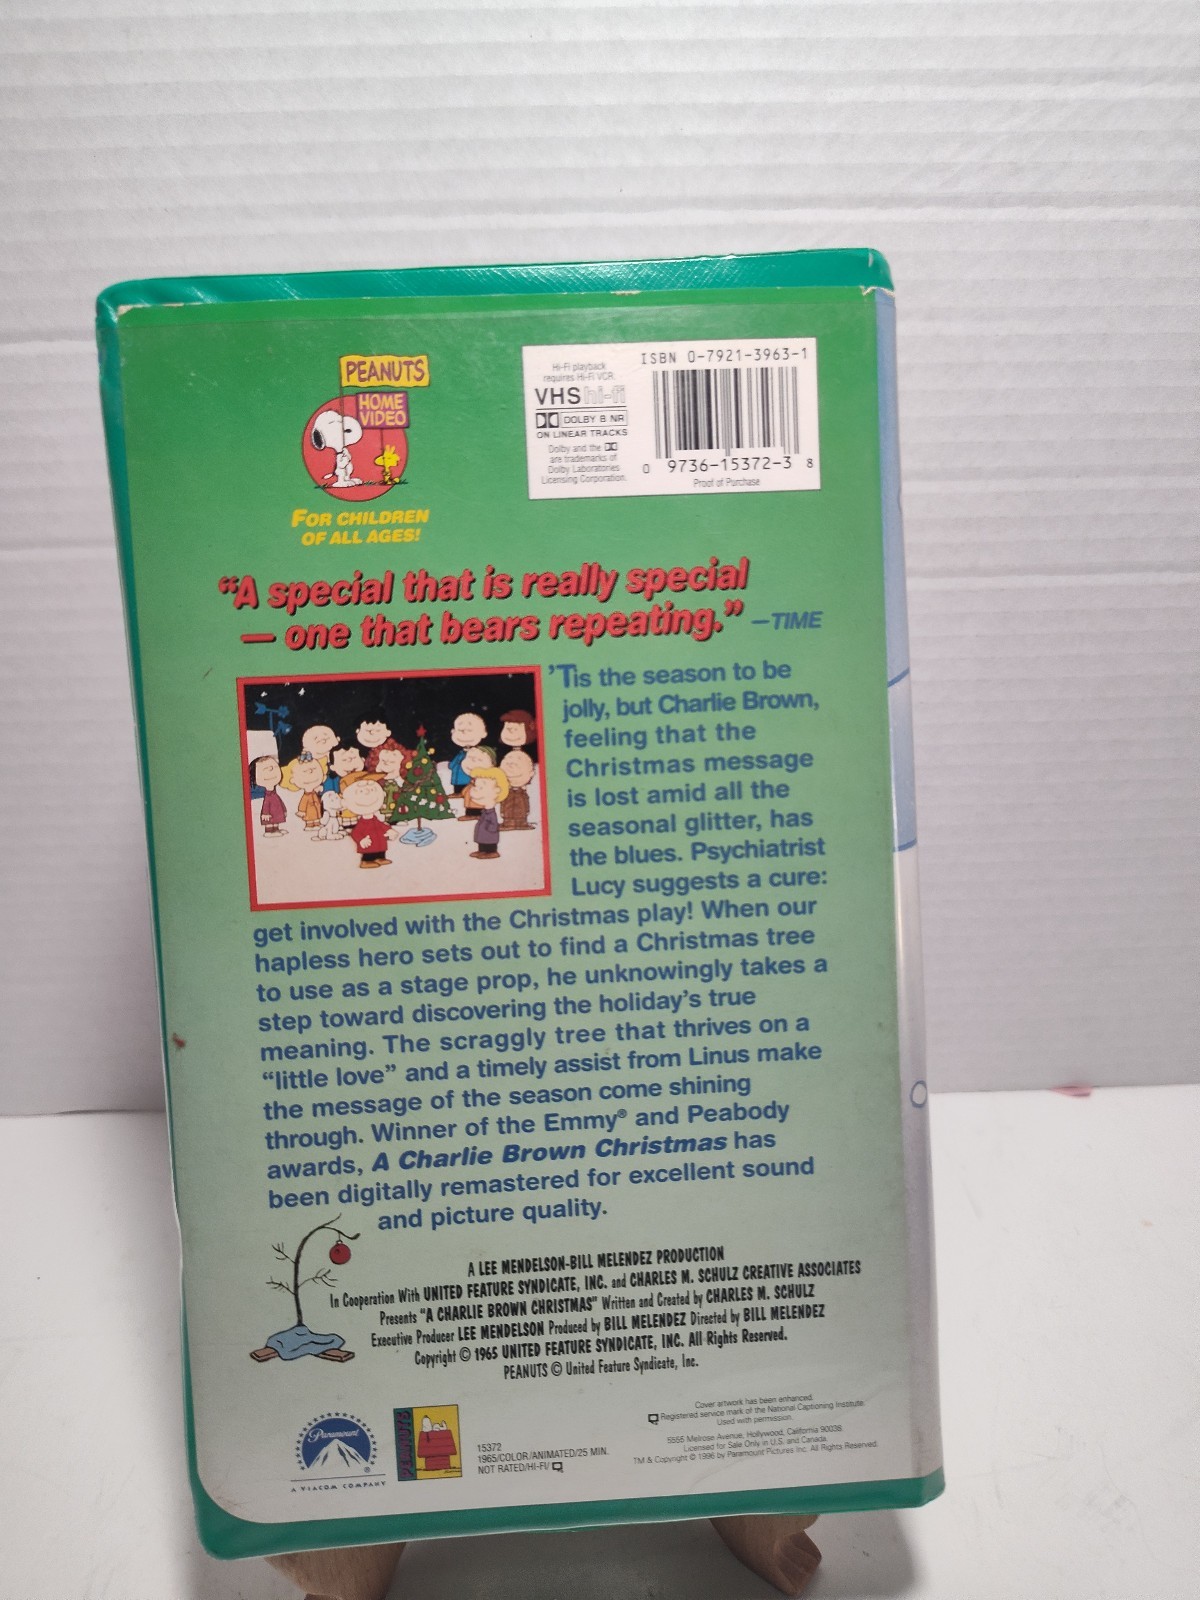 PEANUTS
HOME
VIDEO
FOR CHILDREN
OF ALL AGES!
Hi-Fi playback
requires Hi-Fi VCR.
VHS hi-fi
DOLBY B NR
ON LINEAR TRACKS
Dolby and the
are trademarks of
Dolby Laboratories
Licensing Corporation.
ISBN 0-7921-3963-1
0 9736-15372-3 8
Proof of Purchase
“A special that is really special
— one that bears repeating.” —TIME
’Tis the season to be
jolly, but Charlie Brown,
feeling that the
Christmas message
is lost amid all the
seasonal glitter, has
the blues. Psychiatrist
Lucy suggests a cure:
get involved with the Christmas play! When our
hapless hero sets out to find a Christmas tree
to use as a stage prop, he unknowingly takes a
step toward discovering the holiday’s true
meaning. The scraggly tree that thrives on a
“little love” and a timely assist from Linus make
the message of the season come shining
through. Winner of the Emmy® and Peabody
awards, A Charlie Brown Christmas has
been digitally remastered for excellent sound
and picture quality.
A LEE MENDELSON-BILL MELENDEZ PRODUCTION
In Cooperation With UNITED FEATURE SYNDICATE, INC. and CHARLES M. SCHULZ CREATIVE ASSOCIATES
Presents "A CHARLIE BROWN CHRISTMAS" Written and Created by CHARLES M. SCHULZ
Executive Producer LEE MENDELSON Produced by BILL MELENDEZ Directed by BILL MELENDEZ
Copyright © 1965 UNITED FEATURE SYNDICATE, INC. All Rights Reserved.
PEANUTS © United Feature Syndicate, Inc.
Paramount
®
A VIACOM COMPANY
PEANUTS
15372
1965/COLOR/ANIMATED/25 MIN.
NOT RATED/HI-FI/
Cover artwork has been enhanced.
Registered service mark of the National Captioning Institute.
Used with permission.
5555 Melrose Avenue, Hollywood, California 90038
Licensed for Sale Only in U.S. and Canada.
TM & Copyright © 1996 by Paramount Pictures Inc. All Rights Reserved.